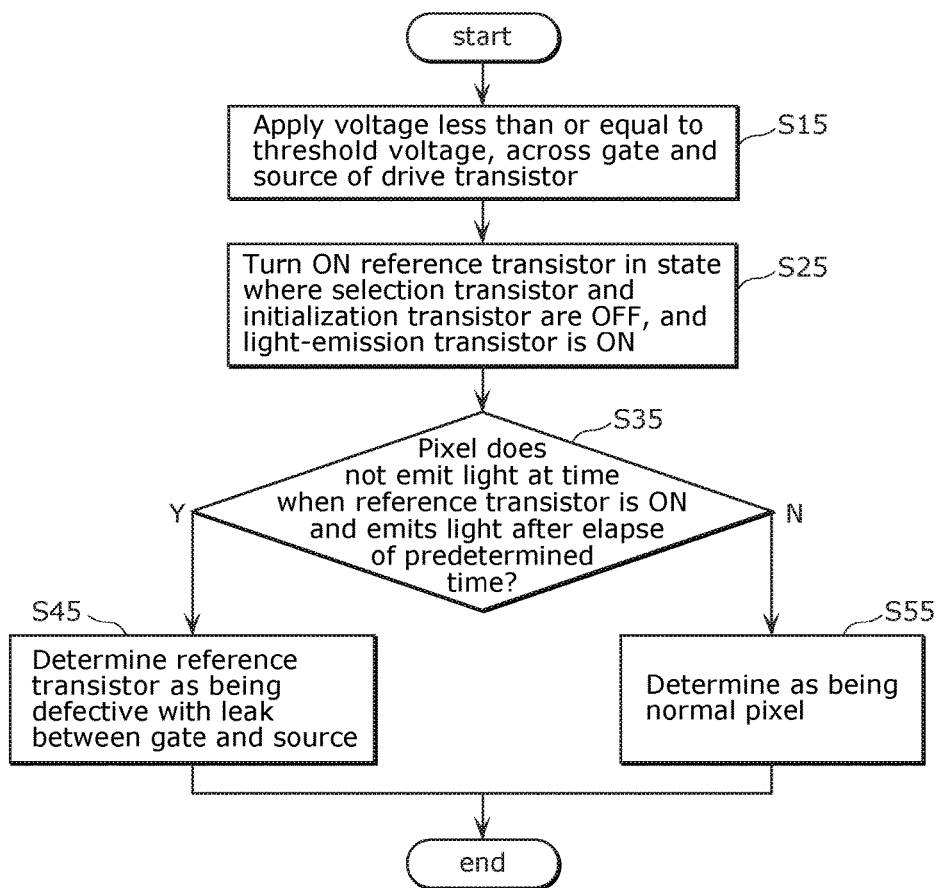 start
Apply voltage less than or equal to
threshold voltage, across gate and
source of drive transistor
S15
Turn ON reference transistor in state
where selection transistor and
initialization transistor are OFF, and
light-emission transistor is ON
S25
S35
Pixel does
not emit light at time
when reference transistor is ON
and emits light after elapse
of predetermined
time?
Y
N
S45
Determine reference
transistor as being
defective with leak
between gate and source
S55
Determine as being
normal pixel
end